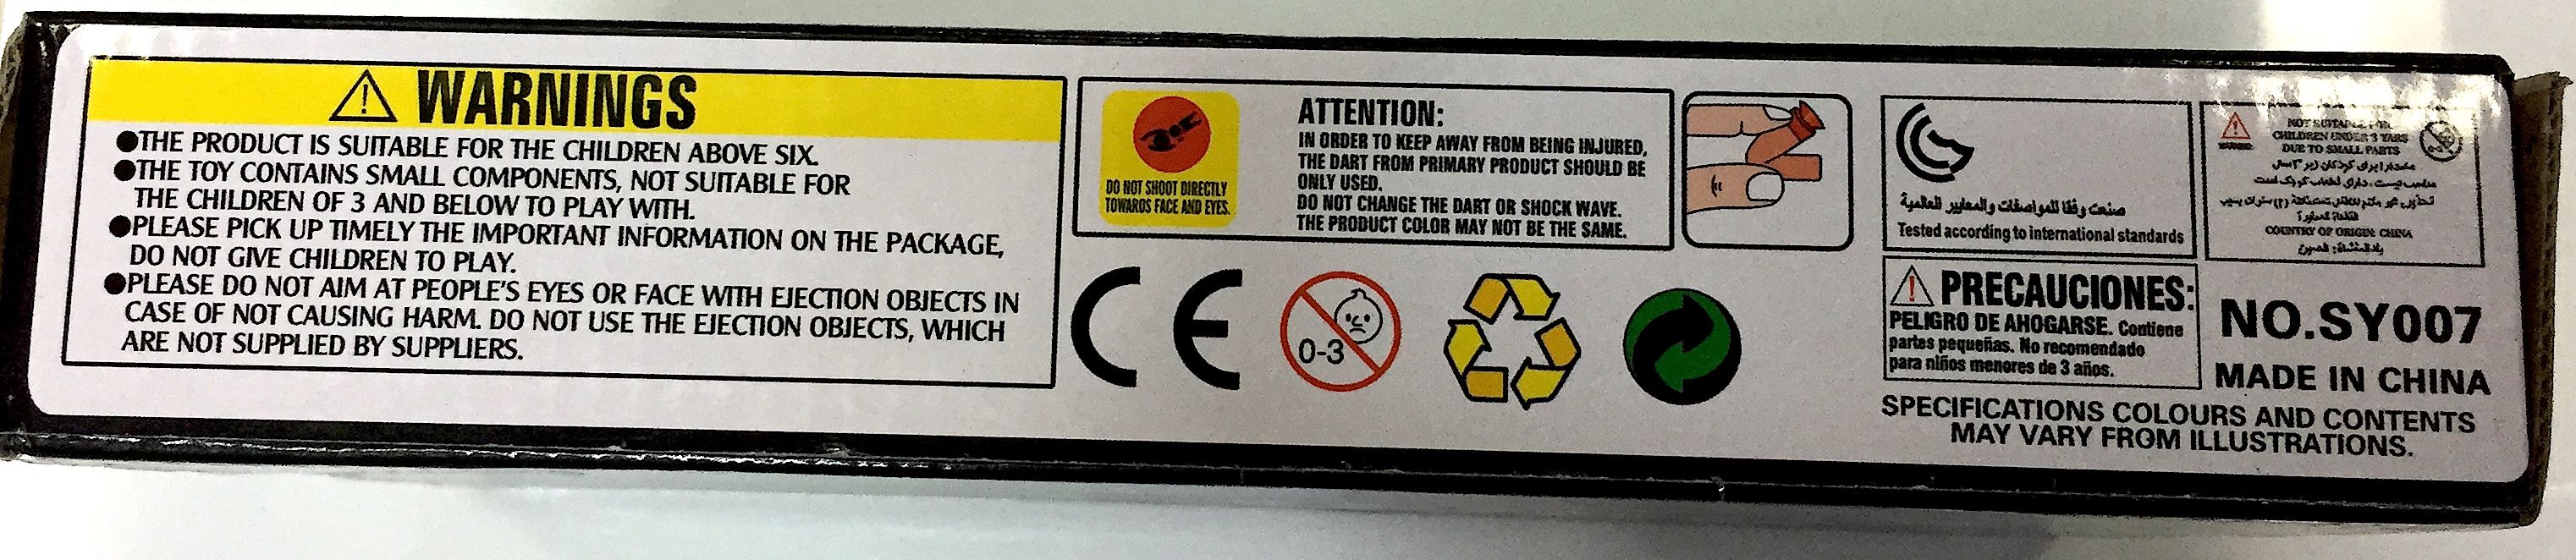 WARNINGS
●THE PRODUCT IS SUITABLE FOR THE CHILDREN ABOVE SIX.
●THE TOY CONTAINS SMALL COMPONENTS, NOT SUITABLE FOR
THE CHILDREN OF 3 AND BELOW TO PLAY WITH.
●PLEASE PICK UP TIMELY THE IMPORTANT INFORMATION ON THE PACKAGE,
DO NOT GIVE CHILDREN TO PLAY.
●PLEASE DO NOT AIM AT PEOPLE'S EYES OR FACE WITH EJECTION OBJECTS IN
CASE OF NOT CAUSING HARM. DO NOT USE THE EJECTION OBJECTS, WHICH
ARE NOT SUPPLIED BY SUPPLIERS.
DO NOT SHOOT DIRECTLY
TOWARDS FACE AND EYES.
ATTENTION:
IN ORDER TO KEEP AWAY FROM BEING INJURED,
THE DART FROM PRIMARY PRODUCT SHOULD BE
ONLY USED.
DO NOT CHANGE THE DART OR SHOCK WAVE.
THE PRODUCT COLOR MAY NOT BE THE SAME.
CE
0-3
صنعت وفقا للمواصفات والمعايير العالمية
Tested according to international standards
CHILDREN UNDER 3 YARS
DUE TO SMALL PARTS
COUNTRY OF ORIGIN: CHINA
PRECAUCIONES:
PELIGRO DE AHOGARSE. Contiene
partes pequeñas. No recomendado
para niños menores de 3 años.
NO.SY007
MADE IN CHINA
SPECIFICATIONS COLOURS AND CONTENTS
MAY VARY FROM ILLUSTRATIONS.